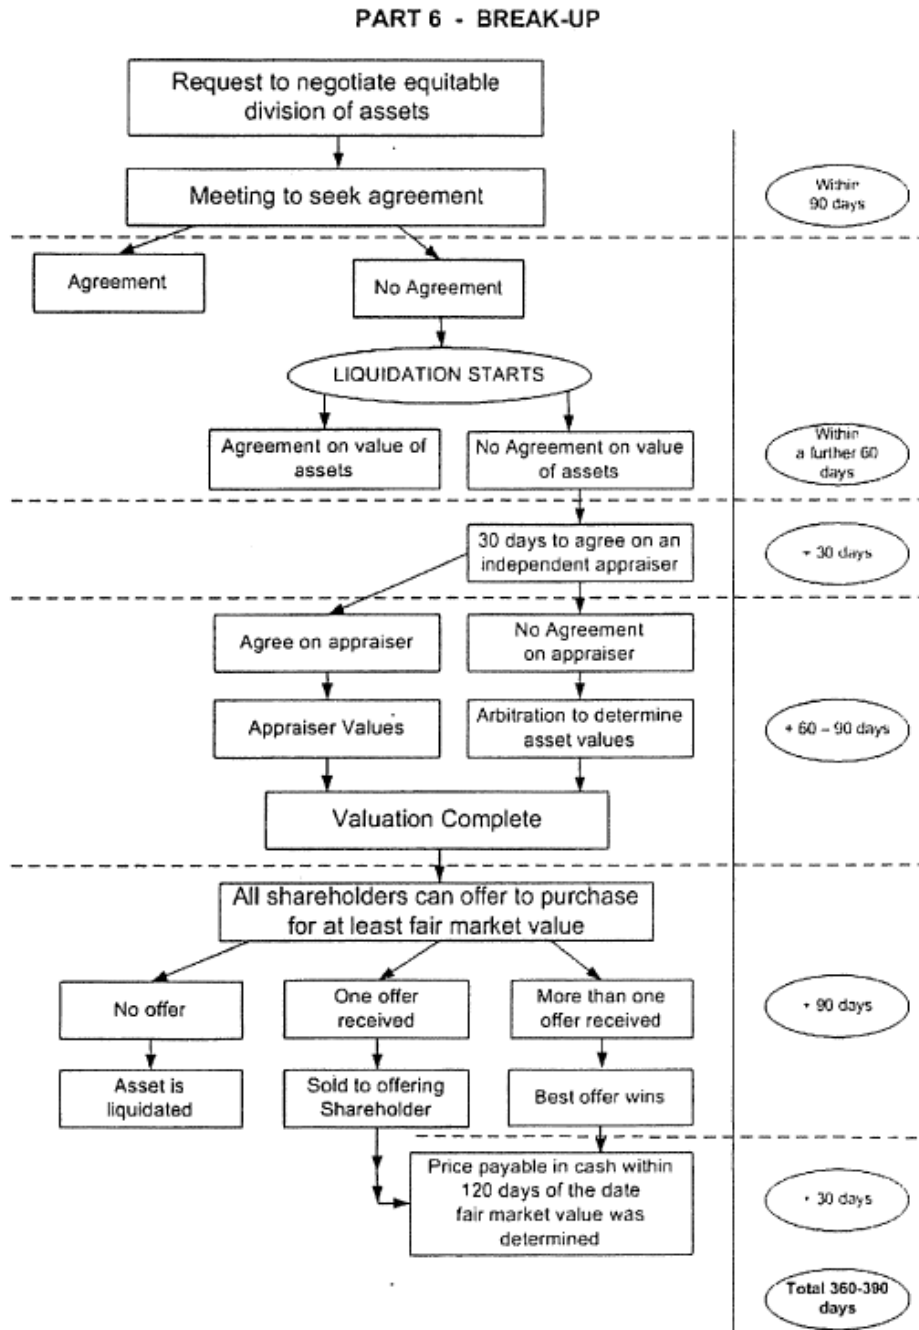 PART 6 - BREAK-UP
Request to negotiate equitable
division of assets
Meeting to seek agreement
Within
90 days
Agreement
No Agreement
LIQUIDATION STARTS
Agreement on value of
assets
No Agreement on value
of assets
Within
a further 60
days
30 days to agree on an
independent appraiser
+ 30 days
Agree on appraiser
No Agreement
on appraiser
Appraiser Values
Arbitration to determine
asset values
+ 60 – 90 days
Valuation Complete
All shareholders can offer to purchase
for at least fair market value
No offer
One offer
received
More than one
offer received
+ 90 days
Asset is
liquidated
Sold to offering
Shareholder
Best offer wins
Price payable in cash within
120 days of the date
fair market value was
determined
+ 30 days
Total 360-390
days